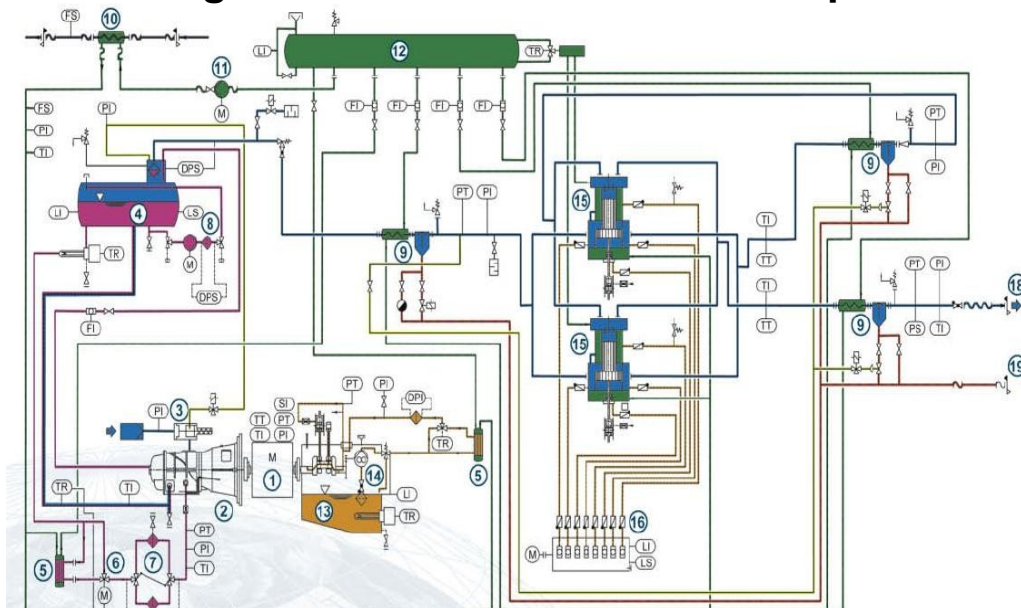 FS
10
11
M
LI
12
TR
FI FI FI FI
FS
PI
TI
PI
DPS
LI
4
LS
8
TR
M
DPS
FI
PT PI
9
15
TI
TT
9
PT
PI
TI
TT
9
PT PI
PS TI
18
19
15
PI
3
TR
TI
2
5
6
M
7
PT
PI
TI
TT PT
TI PI
M
1
SI
PT
PI
DPI
TR
5
14
13
LI
TR
16
M
LI
LS